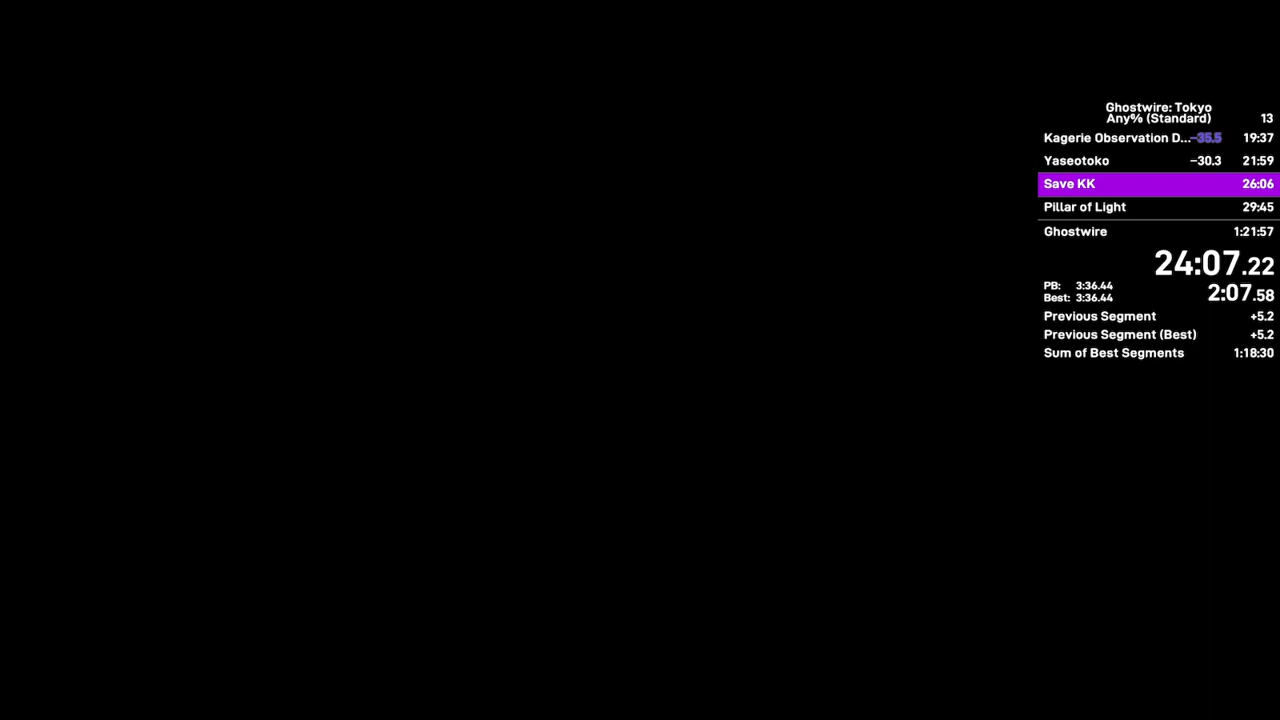 Ghostwire: Tokyo
Any% (Standard) 13
Kagerie Observation D... −35.5 19:37
Yaseotoko −30.3 21:59
Save KK 26:06
Pillar of Light 29:45
Ghostwire 1:21:57
24:07.22
PB: 3:36.44
Best: 3:36.44
2:07.58
Previous Segment +5.2
Previous Segment (Best) +5.2
Sum of Best Segments 1:18:30